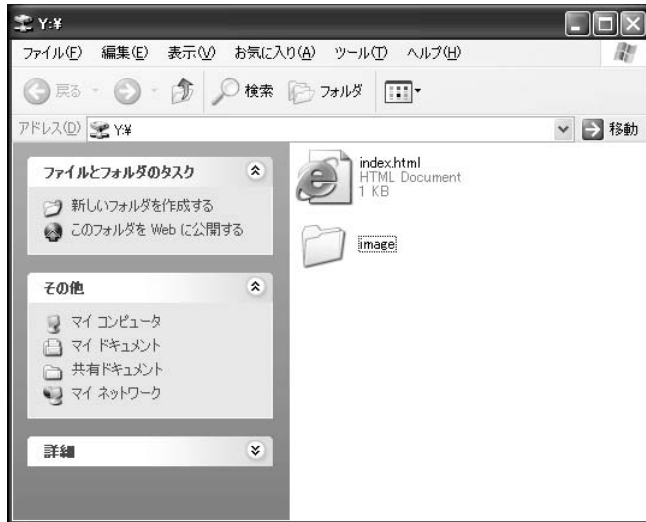 Y:¥
ファイル(F) 編集(E) 表示(V) お気に入り(A) ツール(T) ヘルプ(H)
戻る 検索 フォルダ
アドレス(D) Y:¥ 移動
ファイルとフォルダのタスク
新しいフォルダを作成する
このフォルダを Web に公開する
その他
マイ コンピュータ
マイ ドキュメント
共有ドキュメント
マイ ネットワーク
詳細
index.html
HTML Document
1 KB
image